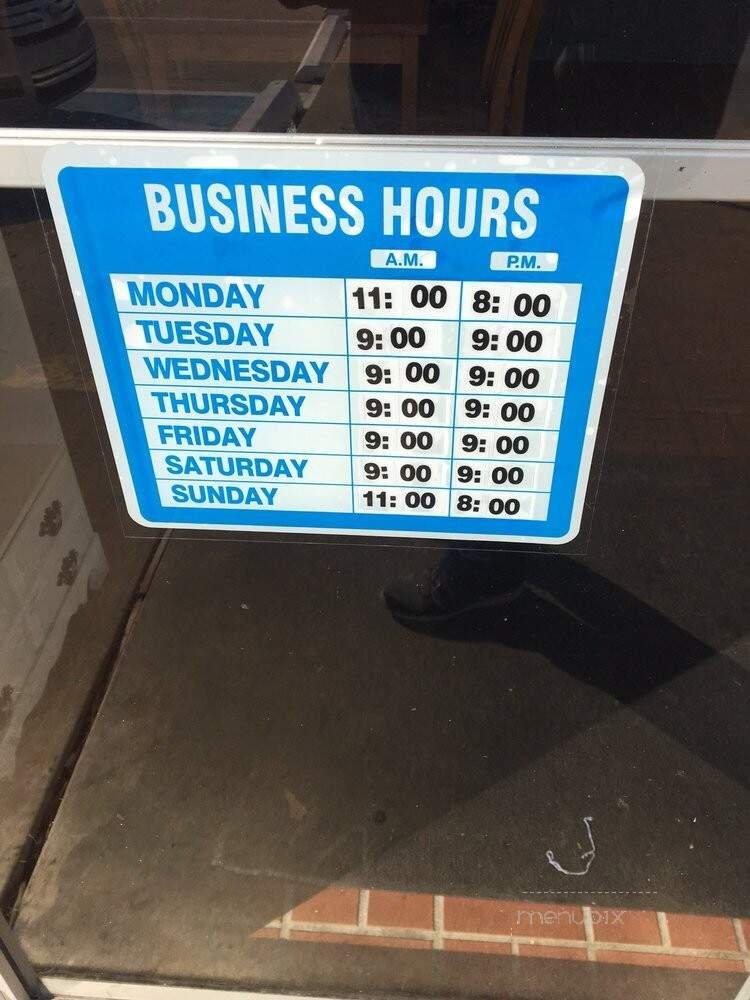 BUSINESS HOURS
A.M. P.M.
MONDAY 11: 00 8: 00
TUESDAY 9: 00 9: 00
WEDNESDAY 9: 00 9: 00
THURSDAY 9: 00 9: 00
FRIDAY 9: 00 9: 00
SATURDAY 9: 00 9: 00
SUNDAY 11: 00 8: 00
menupix